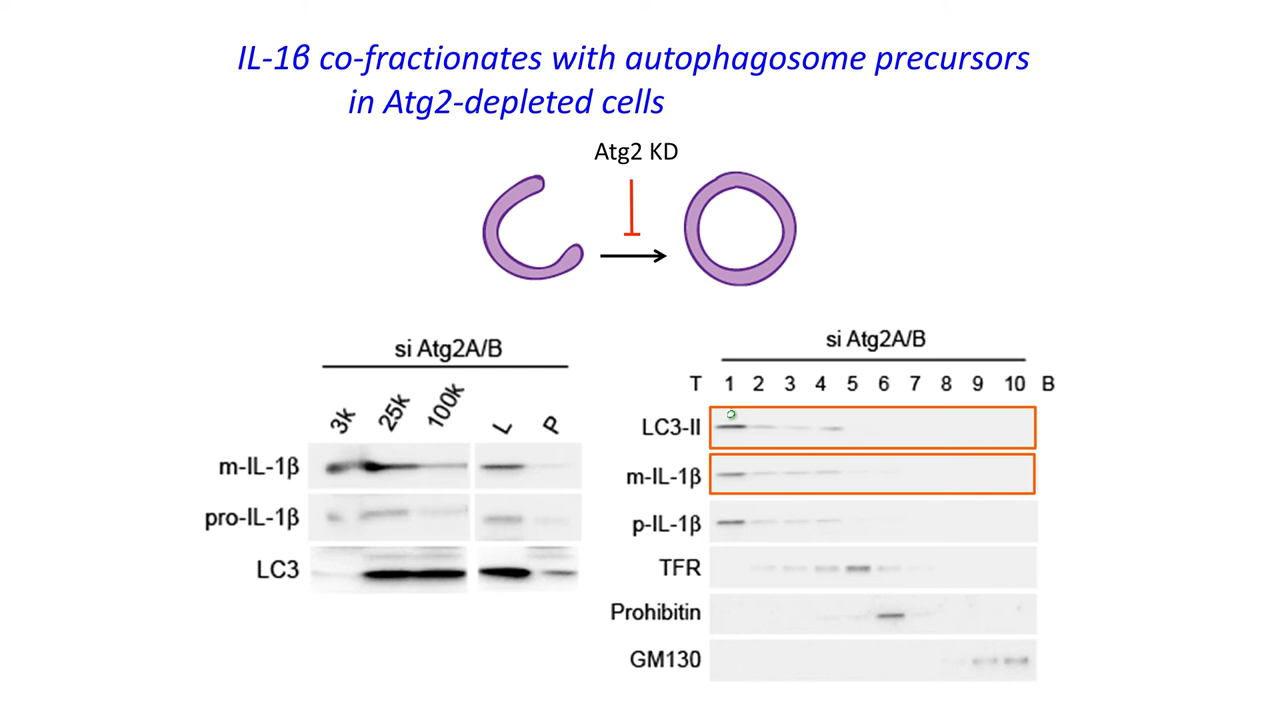 IL-1β co-fractionates with autophagosome precursors
in Atg2-depleted cells
Atg2 KD
si Atg2A/B
3k 25k 100k L P
m-IL-1β
pro-IL-1β
LC3
si Atg2A/B
T 1 2 3 4 5 6 7 8 9 10 B
LC3-II
m-IL-1β
p-IL-1β
TFR
Prohibitin
GM130